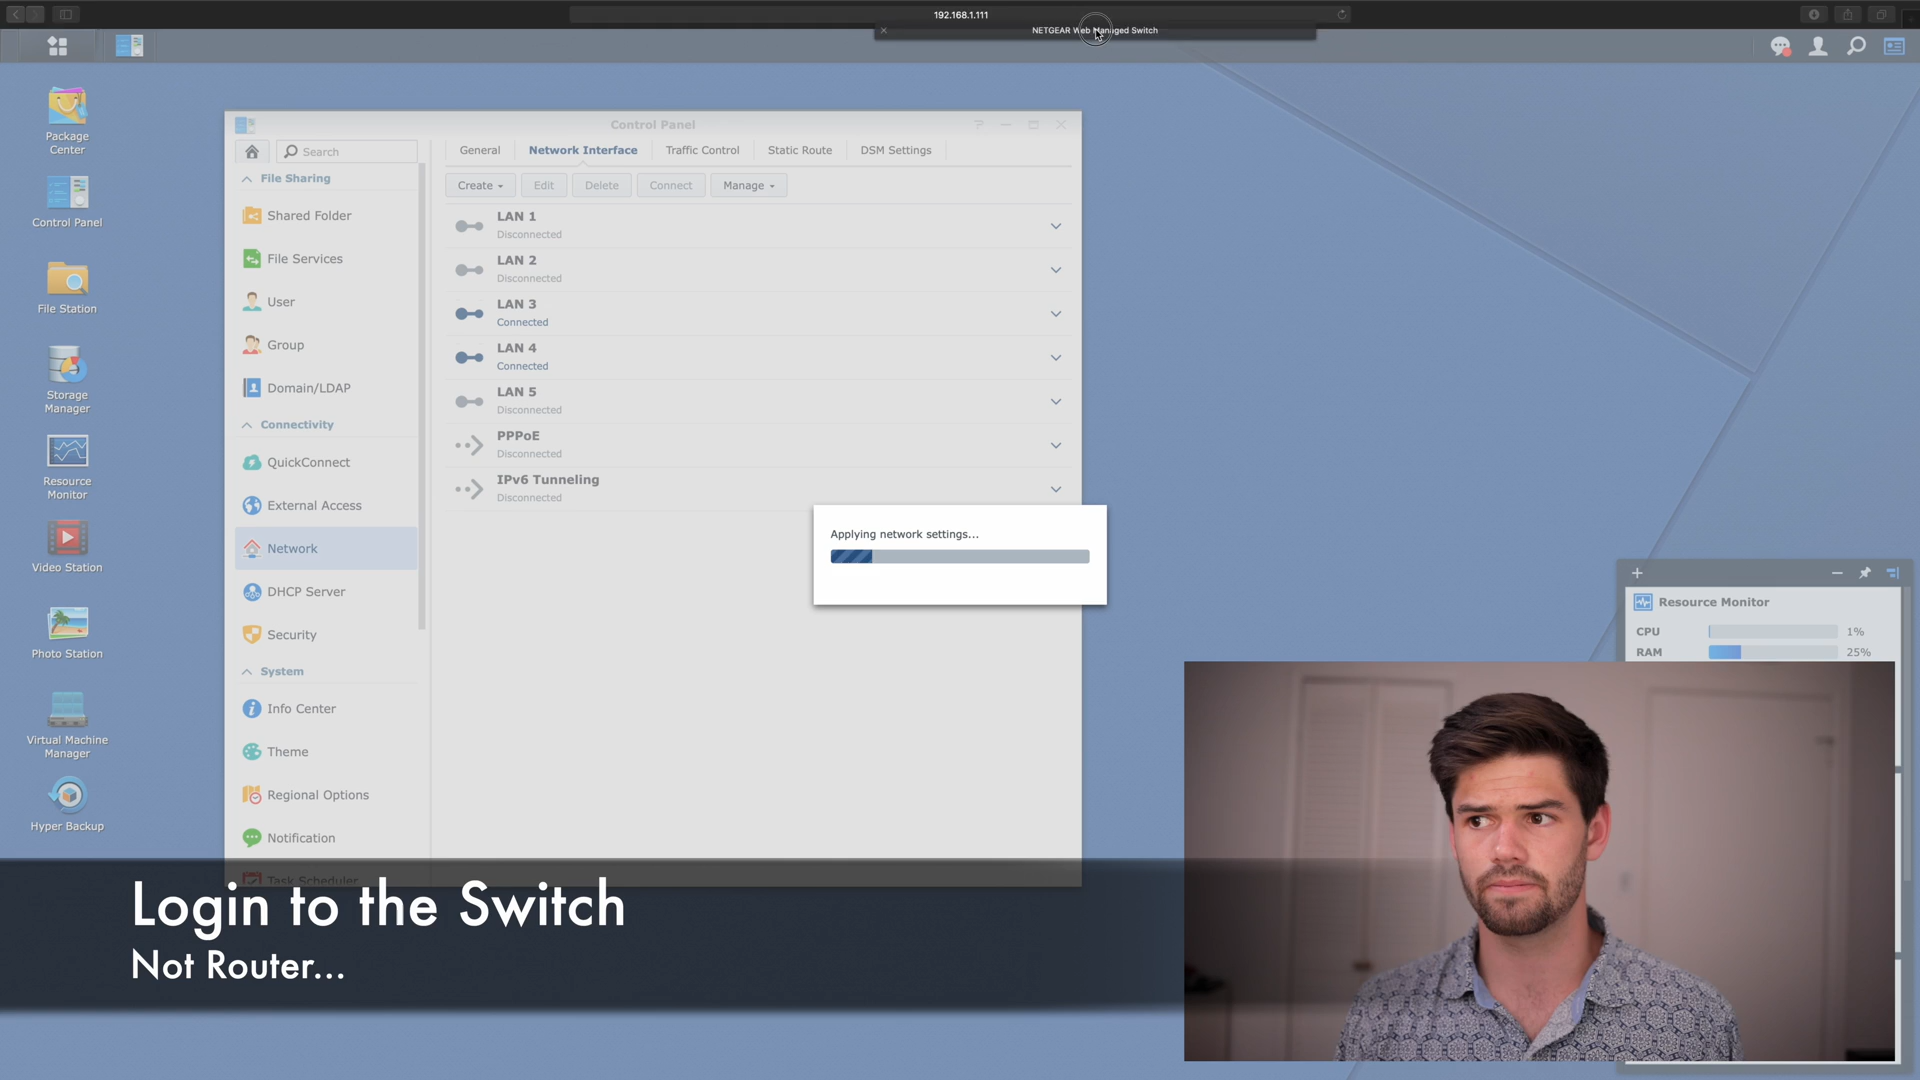 192.168.1.111
NETGEAR Web Managed Switch
Package
Center
Control Panel
File Station
Storage
Manager
Resource
Monitor
Video Station
Photo Station
Virtual Machine
Manager
Hyper Backup
Control Panel
Search
File Sharing
Shared Folder
File Services
User
Group
Domain/LDAP
Connectivity
QuickConnect
External Access
Network
DHCP Server
Security
System
Info Center
Theme
Regional Options
Notification
Task Scheduler
General
Network Interface
Traffic Control
Static Route
DSM Settings
Create
Edit
Delete
Connect
Manage
LAN 1
Disconnected
LAN 2
Disconnected
LAN 3
Connected
LAN 4
Connected
LAN 5
Disconnected
PPPoE
Disconnected
IPv6 Tunneling
Disconnected
Applying network settings...
Resource Monitor
CPU 1%
RAM 25%
Login to the Switch
Not Router...